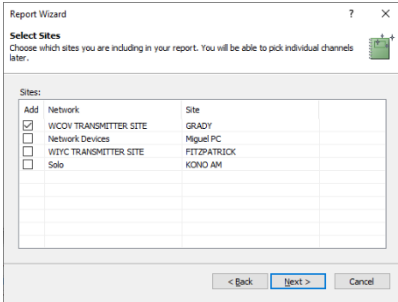 Report Wizard ? ×
Select Sites
Choose which sites you are including in your report. You will be able to pick individual channels
later.
Sites:
Add Network Site
WCOV TRANSMITTER SITE GRADY
Network Devices Miguel PC
WIYC TRANSMITTER SITE FITZPATRICK
Solo KONO AM
< Back Next > Cancel